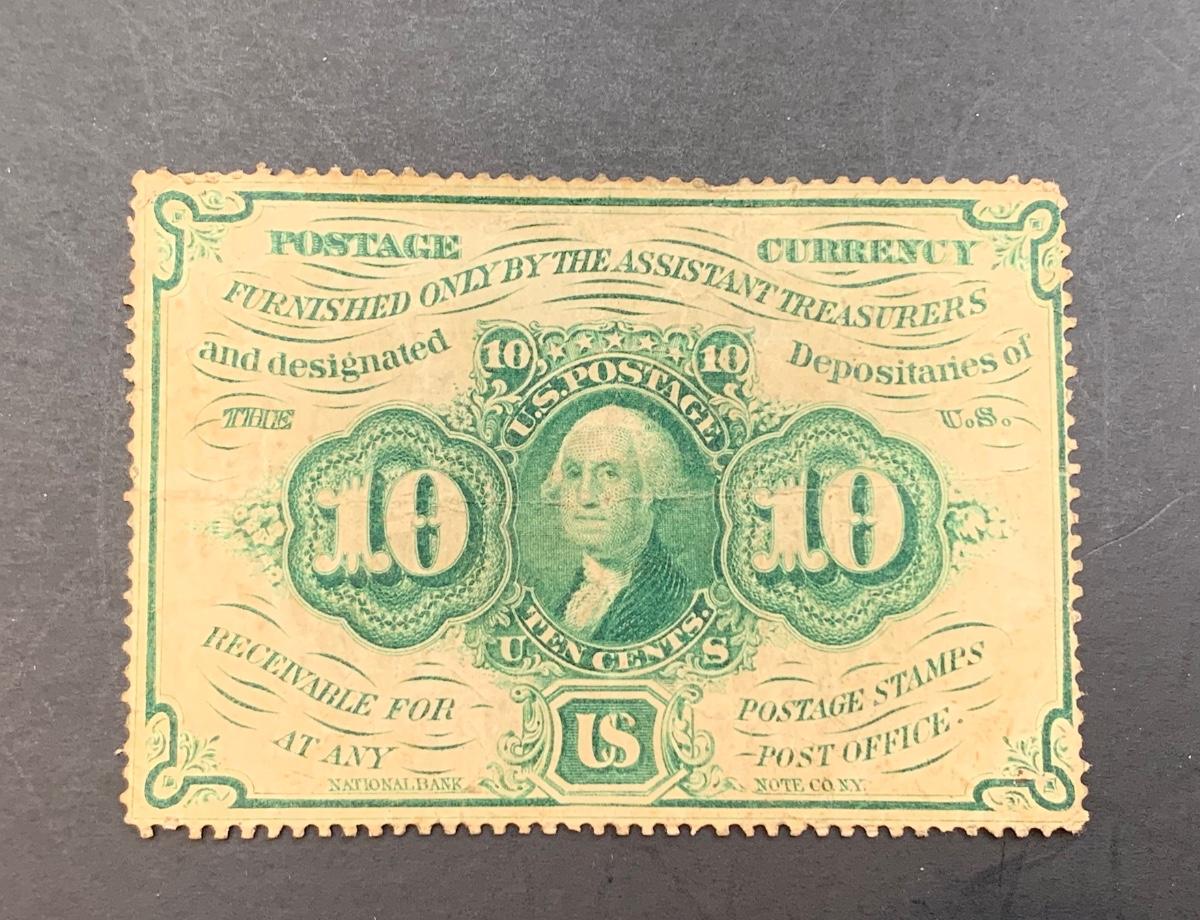 POSTAGE CURRENCY
FURNISHED ONLY BY THE ASSISTANT TREASURERS
and designated Depositaries of
THE U.S.
10 10
U.S. POSTAGE
10 10
TEN CENTS.
U S
RECEIVABLE FOR POSTAGE STAMPS
AT ANY POST OFFICE.
US
NATIONAL BANK NOTE CO. N.Y.